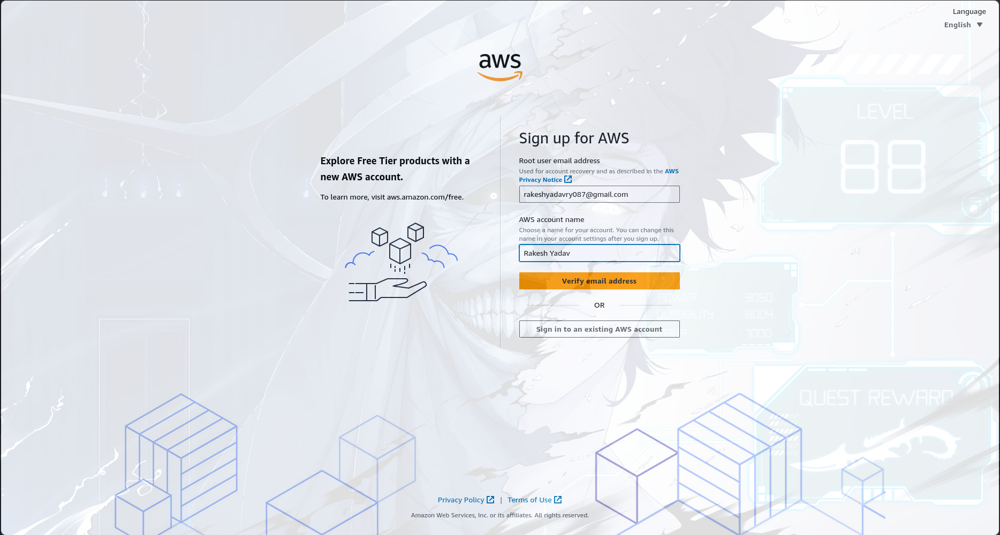 Language
English
aws
Explore Free Tier products with a
new AWS account.
To learn more, visit aws.amazon.com/free.
Sign up for AWS
Root user email address
Used for account recovery and as described in the AWS
Privacy Notice
rakeshyadavry087@gmail.com
AWS account name
Choose a name for your account. You can change this
name in your account settings after you sign up.
Rakesh Yadav
Verify email address
OR
Sign in to an existing AWS account
LEVEL
88
POWER 9050
DURABILITY : 8004
: 7000
QUEST REWARD
Privacy Policy | Terms of Use
Amazon Web Services, Inc. or its affiliates. All rights reserved.